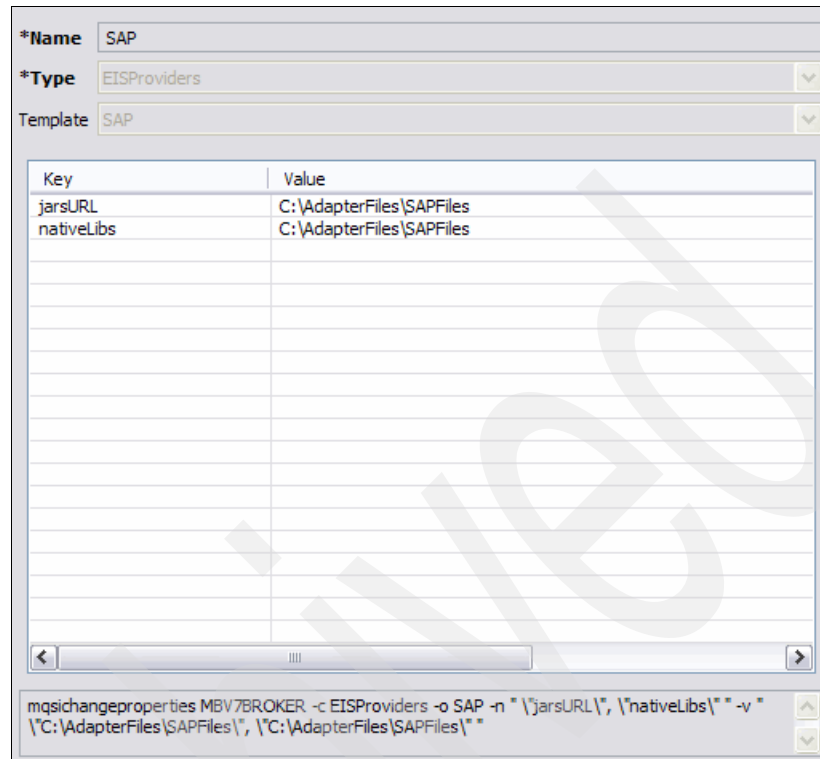 *Name SAP
*Type EISProviders
Template SAP
Key Value
jarsURL C:\AdapterFiles\SAPFiles
nativeLibs C:\AdapterFiles\SAPFiles
mqsichangeproperties MBV7BROKER -c EISProviders -o SAP -n " \"jarsURL\", \"nativeLibs\" " -v "
\"C:\AdapterFiles\SAPFiles\", \"C:\AdapterFiles\SAPFiles\" "